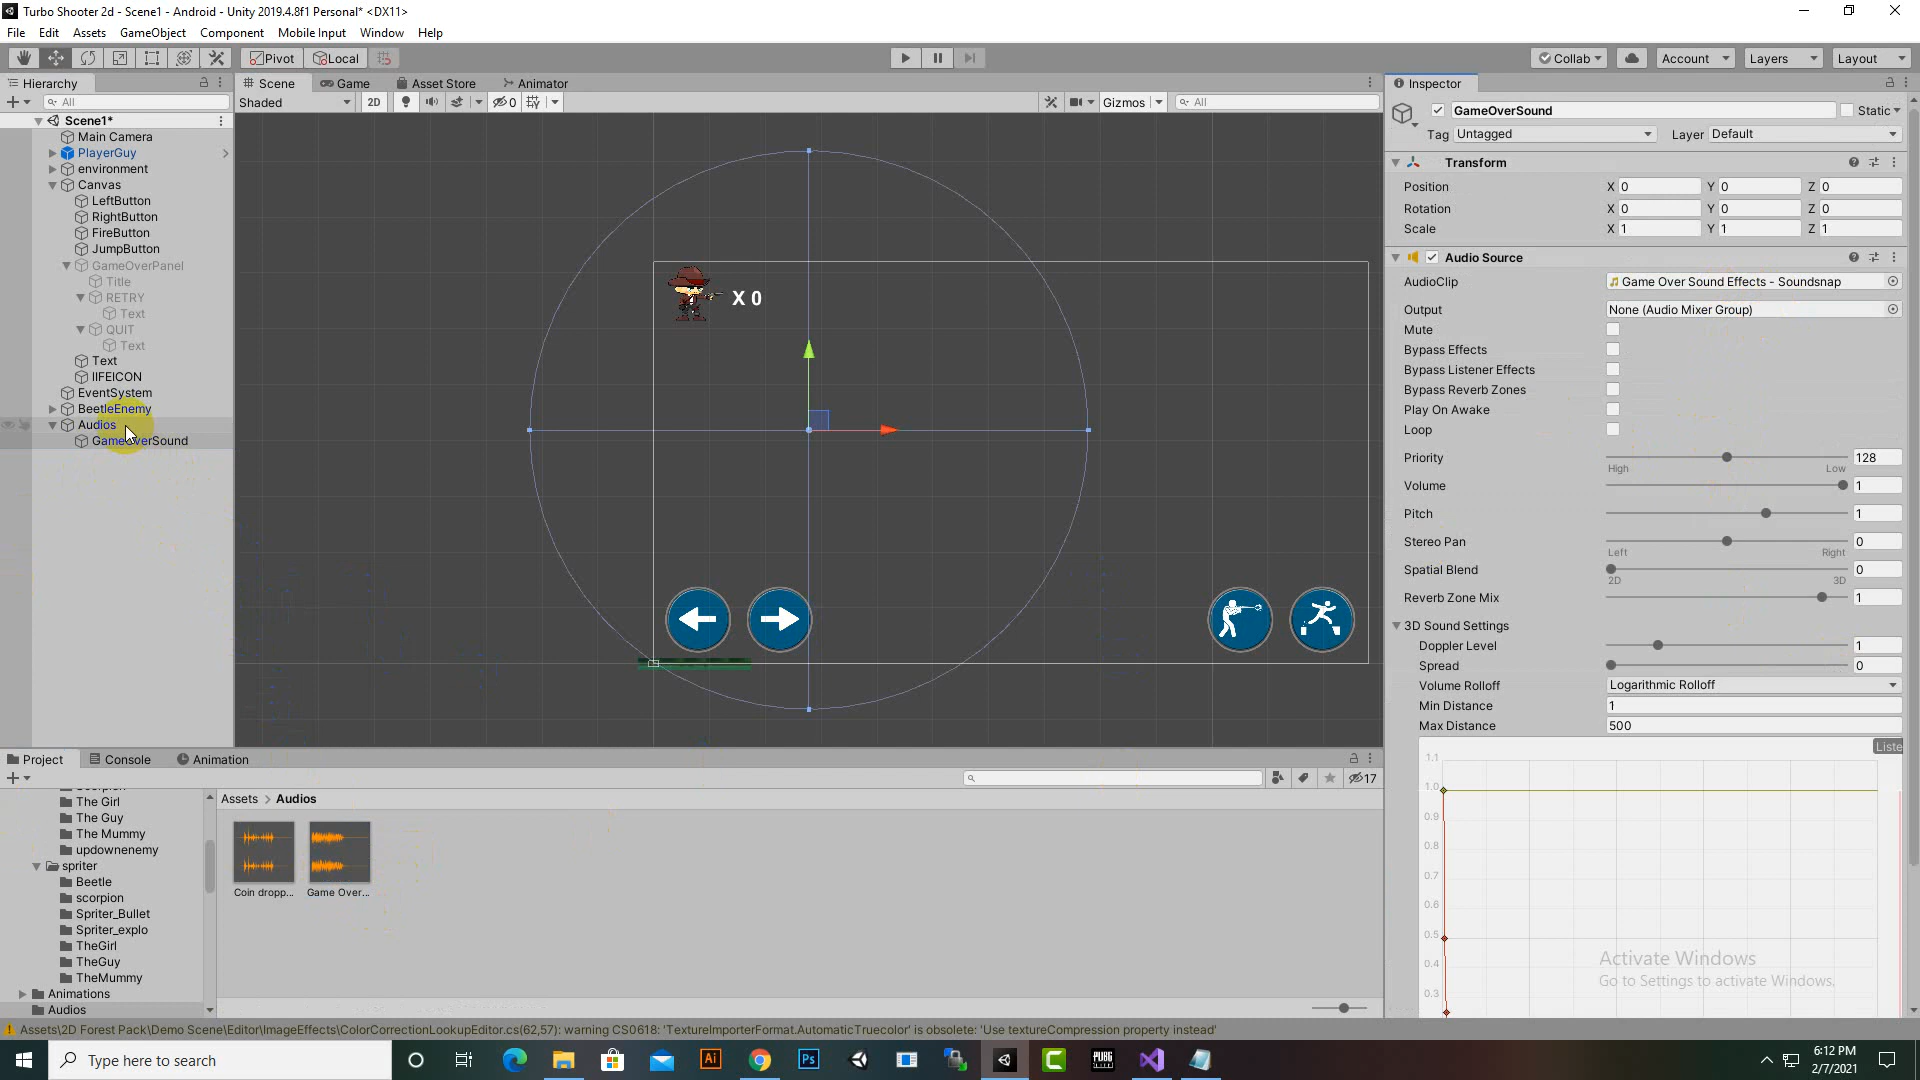 Turbo Shooter 2d - Scene1 - Android - Unity 2019.4.8f1 Personal* <DX11>
File Edit Assets GameObject Component Mobile Input Window Help
Pivot Local Collab Account Layers Layout
Hierarchy
All
Scene1*
Main Camera
PlayerGuy
environment
Canvas
LeftButton
RightButton
FireButton
JumpButton
GameOverPanel
Title
RETRY
Text
QUIT
Text
Text
lIFEICON
EventSystem
BeetleEnemy
Audios
GameOverSound
Scene Game Asset Store Animator
Shaded 2D 0 Gizmos All
X 0
Inspector
GameOverSound Static
Tag Untagged Layer Default
Transform
Position X 0 Y 0 Z 0
Rotation X 0 Y 0 Z 0
Scale X 1 Y 1 Z 1
Audio Source
AudioClip Game Over Sound Effects - Soundsnap
Output None (Audio Mixer Group)
Mute
Bypass Effects
Bypass Listener Effects
Bypass Reverb Zones
Play On Awake
Loop
Priority 128
High Low
Volume 1
Pitch 1
Stereo Pan 0
Left Right
Spatial Blend 0
2D 3D
Reverb Zone Mix 1
3D Sound Settings
Doppler Level 1
Spread 0
Volume Rolloff Logarithmic Rolloff
Min Distance 1
Max Distance 500
Liste
1.1
1.0
0.9
0.8
0.7
0.6
0.5
0.4
0.3
Activate Windows
Go to Settings to activate Windows.
Project Console Animation
17
The Girl
The Guy
The Mummy
updownenemy
spriter
Beetle
scorpion
Spriter_Bullet
Spriter_explo
TheGirl
TheGuy
TheMummy
Animations
Audios
Assets > Audios
Coin dropp... Game Over...
Assets\2D Forest Pack\Demo Scene\Editor\ImageEffects\ColorCorrectionLookupEditor.cs(62,57): warning CS0618: 'TextureImporterFormat.AutomaticTruecolor' is obsolete: 'Use textureCompression property instead'
Type here to search
Ai Ps PUBG
6:12 PM
2/7/2021